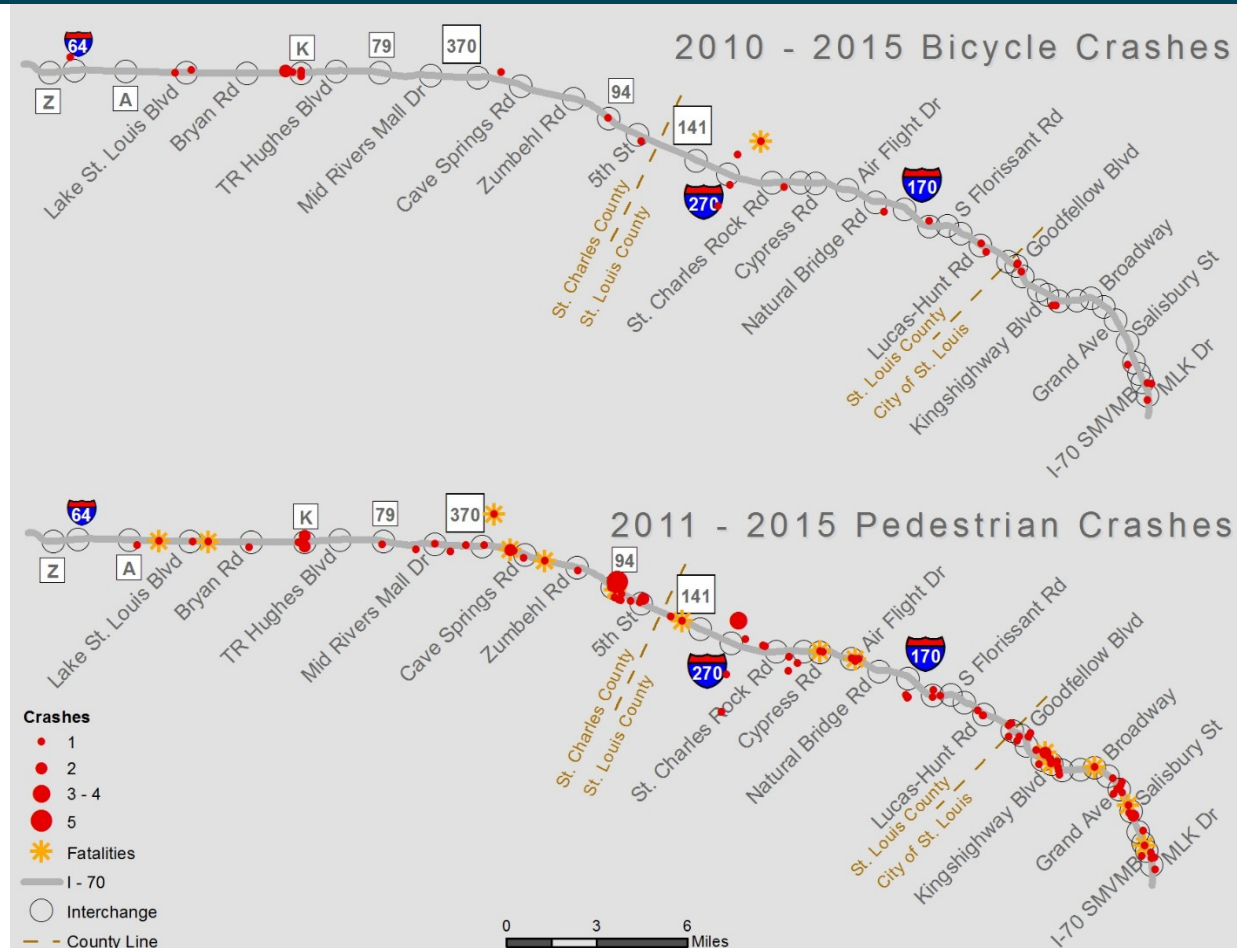 2010 - 2015 Bicycle Crashes
64
K
79
370
Z
A
Lake St. Louis Blvd
Bryan Rd
TR Hughes Blvd
Mid Rivers Mall Dr
Cave Springs Rd
Zumbehl Rd
94
5th St
141
St. Charles County
St. Louis County
270
St. Charles Rock Rd
Cypress Rd
Natural Bridge Rd
Air Flight Dr
170
S Florissant Rd
Lucas-Hunt Rd
Goodfellow Blvd
St. Louis County
City of St. Louis
Kingshighway Blvd
Broadway
Grand Ave
Salisbury St
I-70 SMVMB
MLK Dr
2011 - 2015 Pedestrian Crashes
64
K
79
370
Z
A
Lake St. Louis Blvd
Bryan Rd
TR Hughes Blvd
Mid Rivers Mall Dr
Cave Springs Rd
Zumbehl Rd
94
5th St
141
St. Charles County
St. Louis County
270
St. Charles Rock Rd
Cypress Rd
Natural Bridge Rd
Air Flight Dr
170
S Florissant Rd
Lucas-Hunt Rd
Goodfellow Blvd
St. Louis County
City of St. Louis
Kingshighway Blvd
Broadway
Grand Ave
Salisbury St
I-70 SMVMB
MLK Dr
Crashes
1
2
3 - 4
5
Fatalities
I - 70
Interchange
County Line
0 3 6
Miles